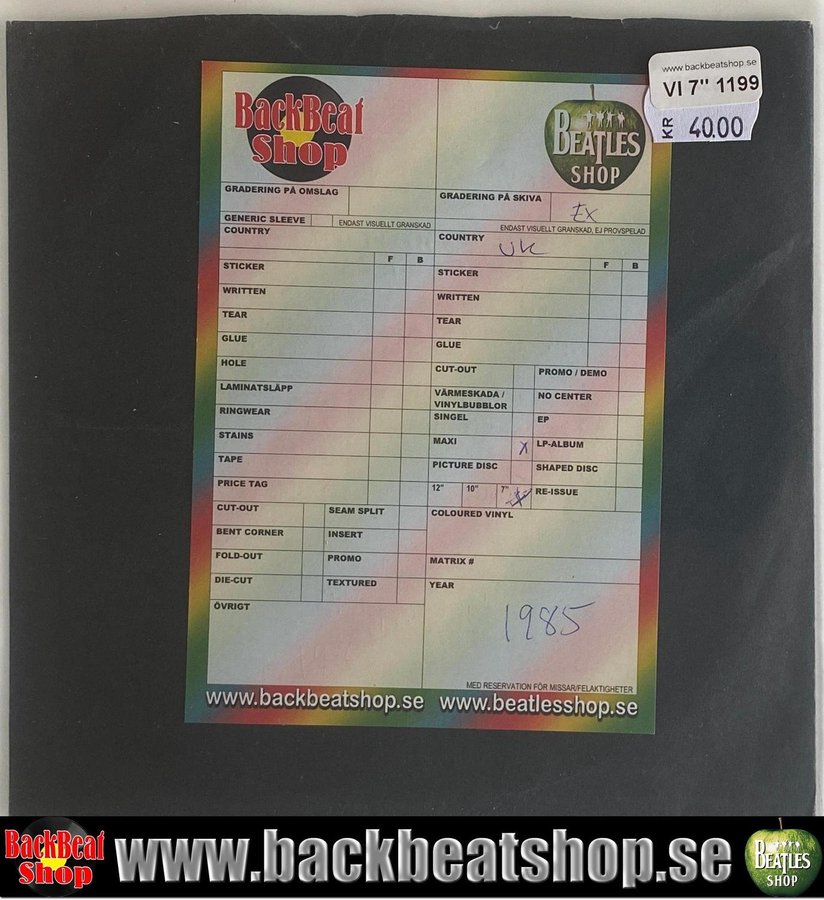 www.backbeatshop.se
VI 7" 1199
KR 40.00
BackBeat
Shop
BEATLES
SHOP
GRADERING PÅ OMSLAG
GENERIC SLEEVE
ENDAST VISUELLT GRANSKAD
COUNTRY
F B
STICKER
WRITTEN
TEAR
GLUE
HOLE
LAMINATSLÄPP
RINGWEAR
STAINS
TAPE
PRICE TAG
CUT-OUT SEAM SPLIT
BENT CORNER INSERT
FOLD-OUT PROMO
DIE-CUT TEXTURED
ÖVRIGT
GRADERING PÅ SKIVA EX
ENDAST VISUELLT GRANSKAD, EJ PROVSPELAD
COUNTRY UK
F B
STICKER
WRITTEN
TEAR
GLUE
CUT-OUT PROMO / DEMO
VÄRMESKADA /
VINYLBUBBLOR NO CENTER
SINGEL EP
MAXI X LP-ALBUM
PICTURE DISC SHAPED DISC
12" 10" 7" X RE-ISSUE
COLOURED VINYL
MATRIX #
YEAR
1985
MED RESERVATION FÖR MISSAR/FELAKTIGHETER
www.backbeatshop.se www.beatlesshop.se
BackBeat
Shop
www.backbeatshop.se
BEATLES
SHOP